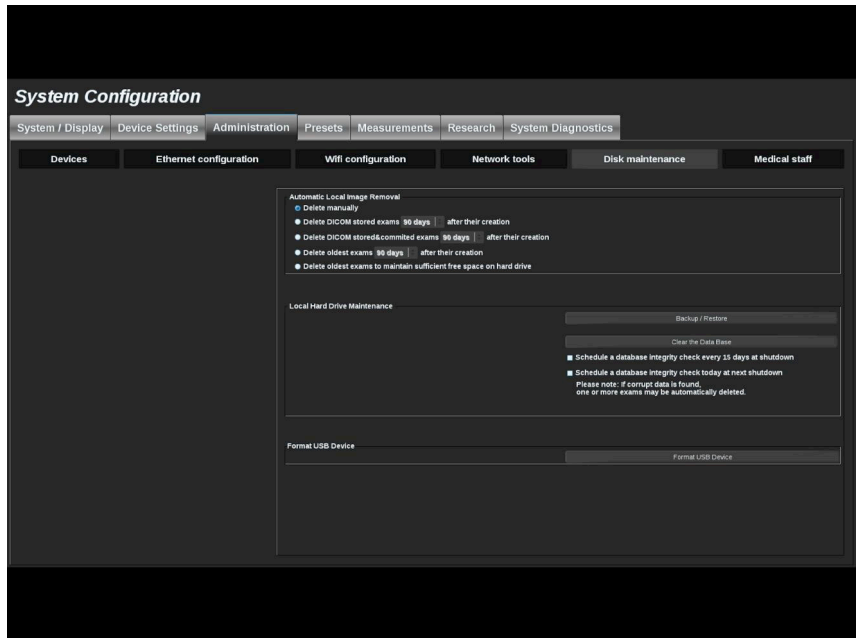 System Configuration
System / Display Device Settings Administration Presets Measurements Research System Diagnostics
Devices Ethernet configuration Wifi configuration Network tools Disk maintenance Medical staff
Automatic Local Image Removal
Delete manually
Delete DICOM stored exams 90 days after their creation
Delete DICOM stored&commited exams 90 days after their creation
Delete oldest exams 90 days after their creation
Delete oldest exams to maintain sufficient free space on hard drive
Local Hard Drive Maintenance
Backup / Restore
Clear the Data Base
Schedule a database integrity check every 15 days at shutdown
Schedule a database integrity check today at next shutdown
Please note: if corrupt data is found,
one or more exams may be automatically deleted.
Format USB Device
Format USB Device